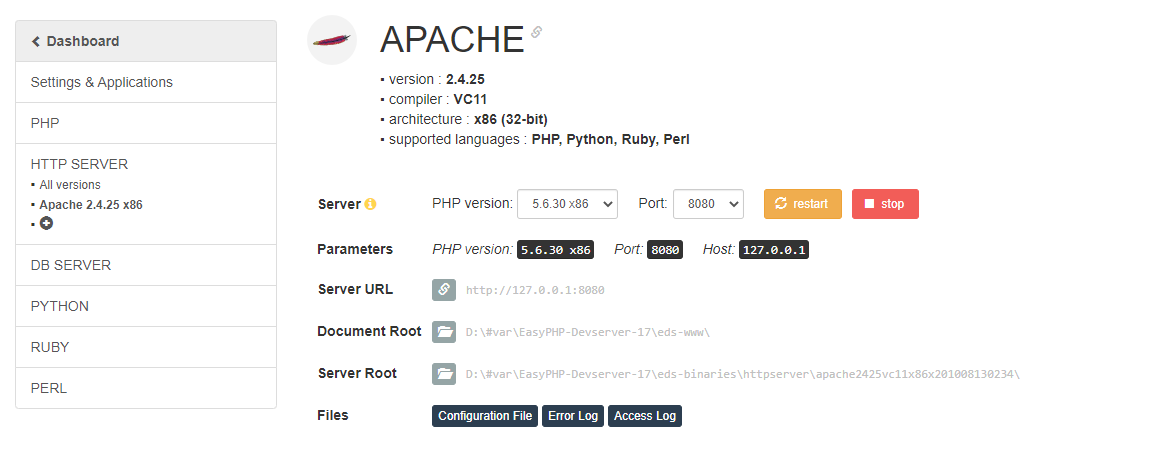 Dashboard
Settings & Applications
PHP
HTTP SERVER
▪ All versions
▪ Apache 2.4.25 x86
▪
DB SERVER
PYTHON
RUBY
PERL
APACHE
▪ version : 2.4.25
▪ compiler : VC11
▪ architecture : x86 (32-bit)
▪ supported languages : PHP, Python, Ruby, Perl
Server PHP version: 5.6.30 x86 Port: 8080 restart stop
Parameters PHP version: 5.6.30 x86 Port: 8080 Host: 127.0.0.1
Server URL http://127.0.0.1:8080
Document Root D:\#var\EasyPHP-Devserver-17\eds-www\
Server Root D:\#var\EasyPHP-Devserver-17\eds-binaries\httpserver\apache2425vc11x86x201008130234\
Files Configuration File Error Log Access Log